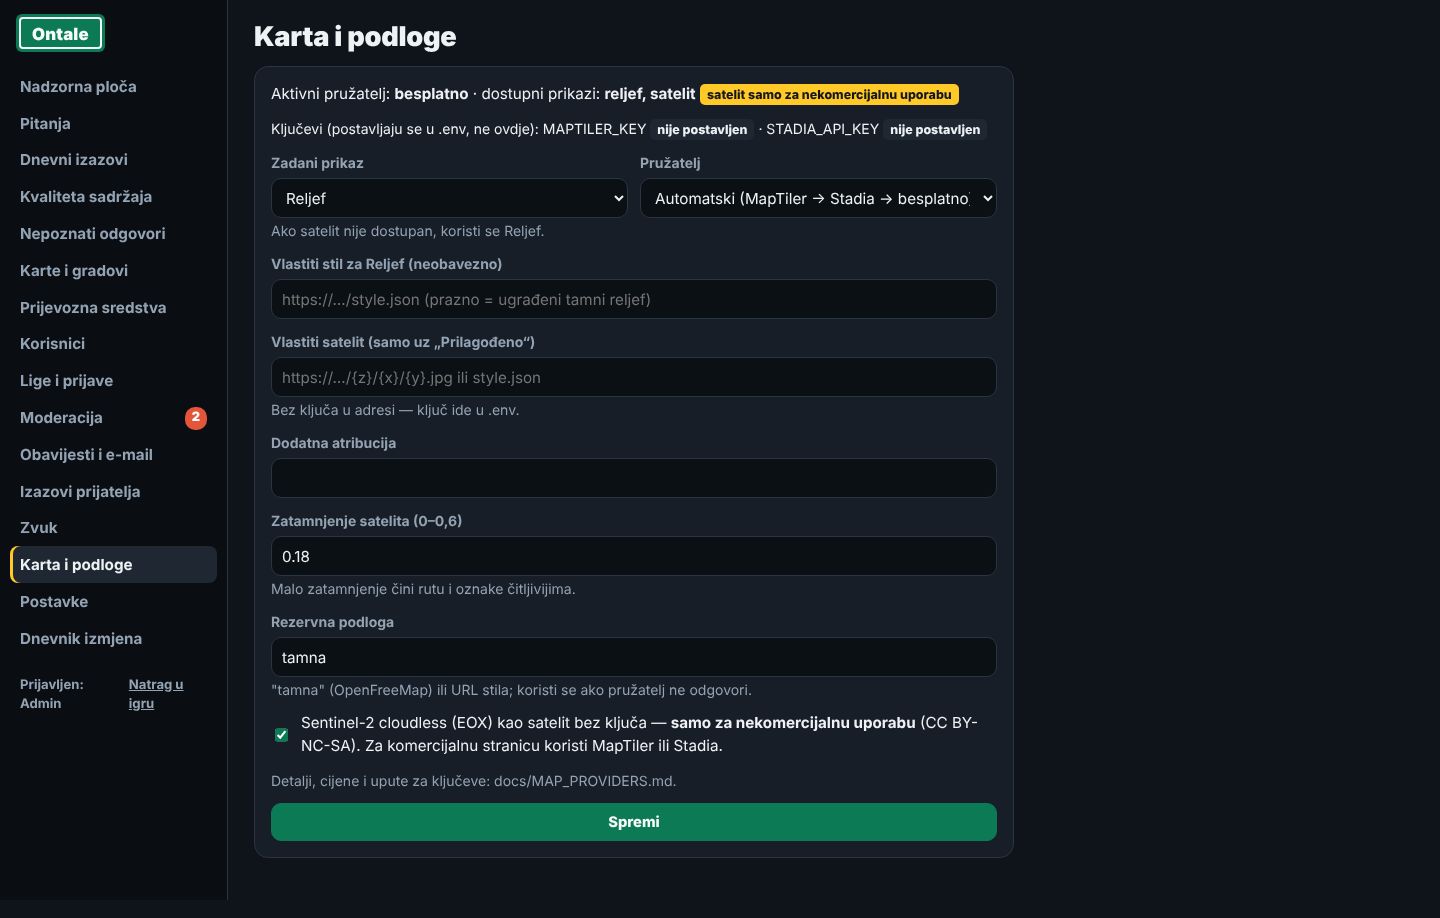 Ontale
Nadzorna ploča
Pitanja
Dnevni izazovi
Kvaliteta sadržaja
Nepoznati odgovori
Karte i gradovi
Prijevozna sredstva
Korisnici
Lige i prijave
Moderacija 2
Obavijesti i e-mail
Izazovi prijatelja
Zvuk
Karta i podloge
Postavke
Dnevnik izmjena
Prijavljen: Admin
Natrag u igru
Karta i podloge
Aktivni pružatelj: besplatno · dostupni prikazi: reljef, satelit satelit samo za nekomercijalnu uporabu
Ključevi (postavljaju se u .env, ne ovdje): MAPTILER_KEY nije postavljen · STADIA_API_KEY nije postavljen
Zadani prikaz
Reljef
Ako satelit nije dostupan, koristi se Reljef.
Pružatelj
Automatski (MapTiler → Stadia → besplatno)
Vlastiti stil za Reljef (neobavezno)
https://.../style.json (prazno = ugrađeni tamni reljef)
Vlastiti satelit (samo uz „Prilagođeno“)
https://.../{z}/{x}/{y}.jpg ili style.json
Bez ključa u adresi — ključ ide u .env.
Dodatna atribucija
Zatamnjenje satelita (0–0,6)
0.18
Malo zatamnjenje čini rutu i oznake čitljivijima.
Rezervna podloga
tamna
"tamna" (OpenFreeMap) ili URL stila; koristi se ako pružatelj ne odgovori.
Sentinel-2 cloudless (EOX) kao satelit bez ključa — samo za nekomercijalnu uporabu (CC BY-
NC-SA). Za komercijalnu stranicu koristi MapTiler ili Stadia.
Detalji, cijene i upute za ključeve: docs/MAP_PROVIDERS.md.
Spremi